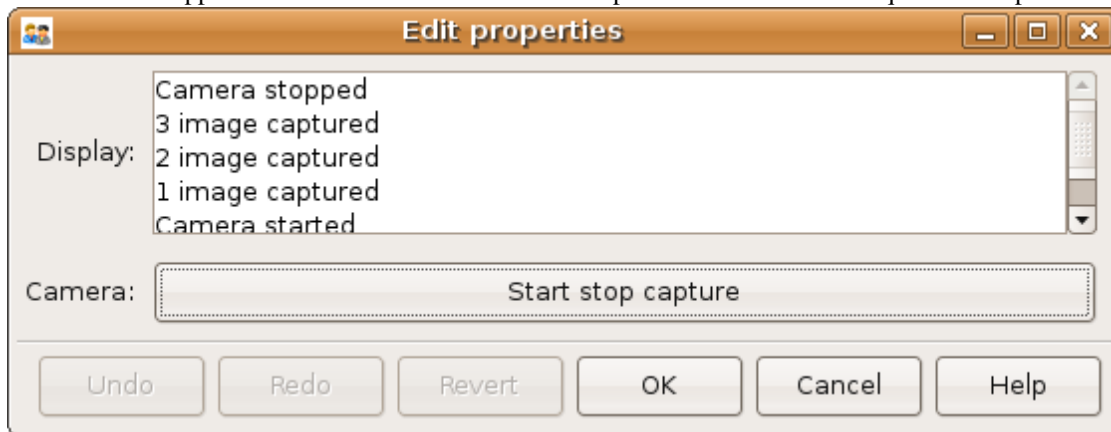 Edit properties
Display:
Camera stopped
3 image captured
2 image captured
1 image captured
Camera started
Camera: Start stop capture
Undo Redo Revert OK Cancel Help